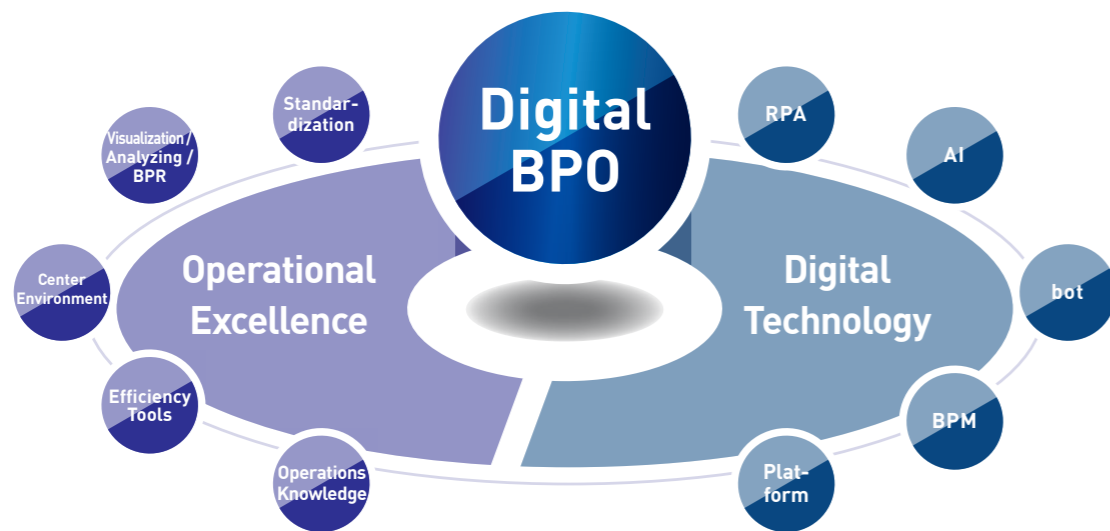 Digital
BPO
Standar-
dization
Visualization /
Analyzing /
BPR
Center
Environment
Efficiency
Tools
Operations
Knowledge
Operational
Excellence
Digital
Technology
RPA
AI
bot
BPM
Plat-
form